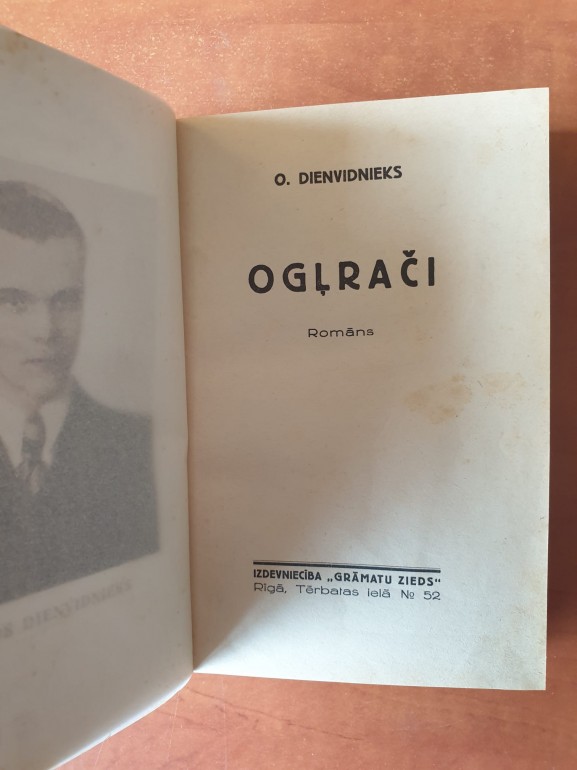 O. DIENVIDNIEKS
OGĻRAČI
Romāns
IZDEVNIECĪBA „GRĀMATU ZIEDS“
Rīgā, Tērbatas ielā № 52